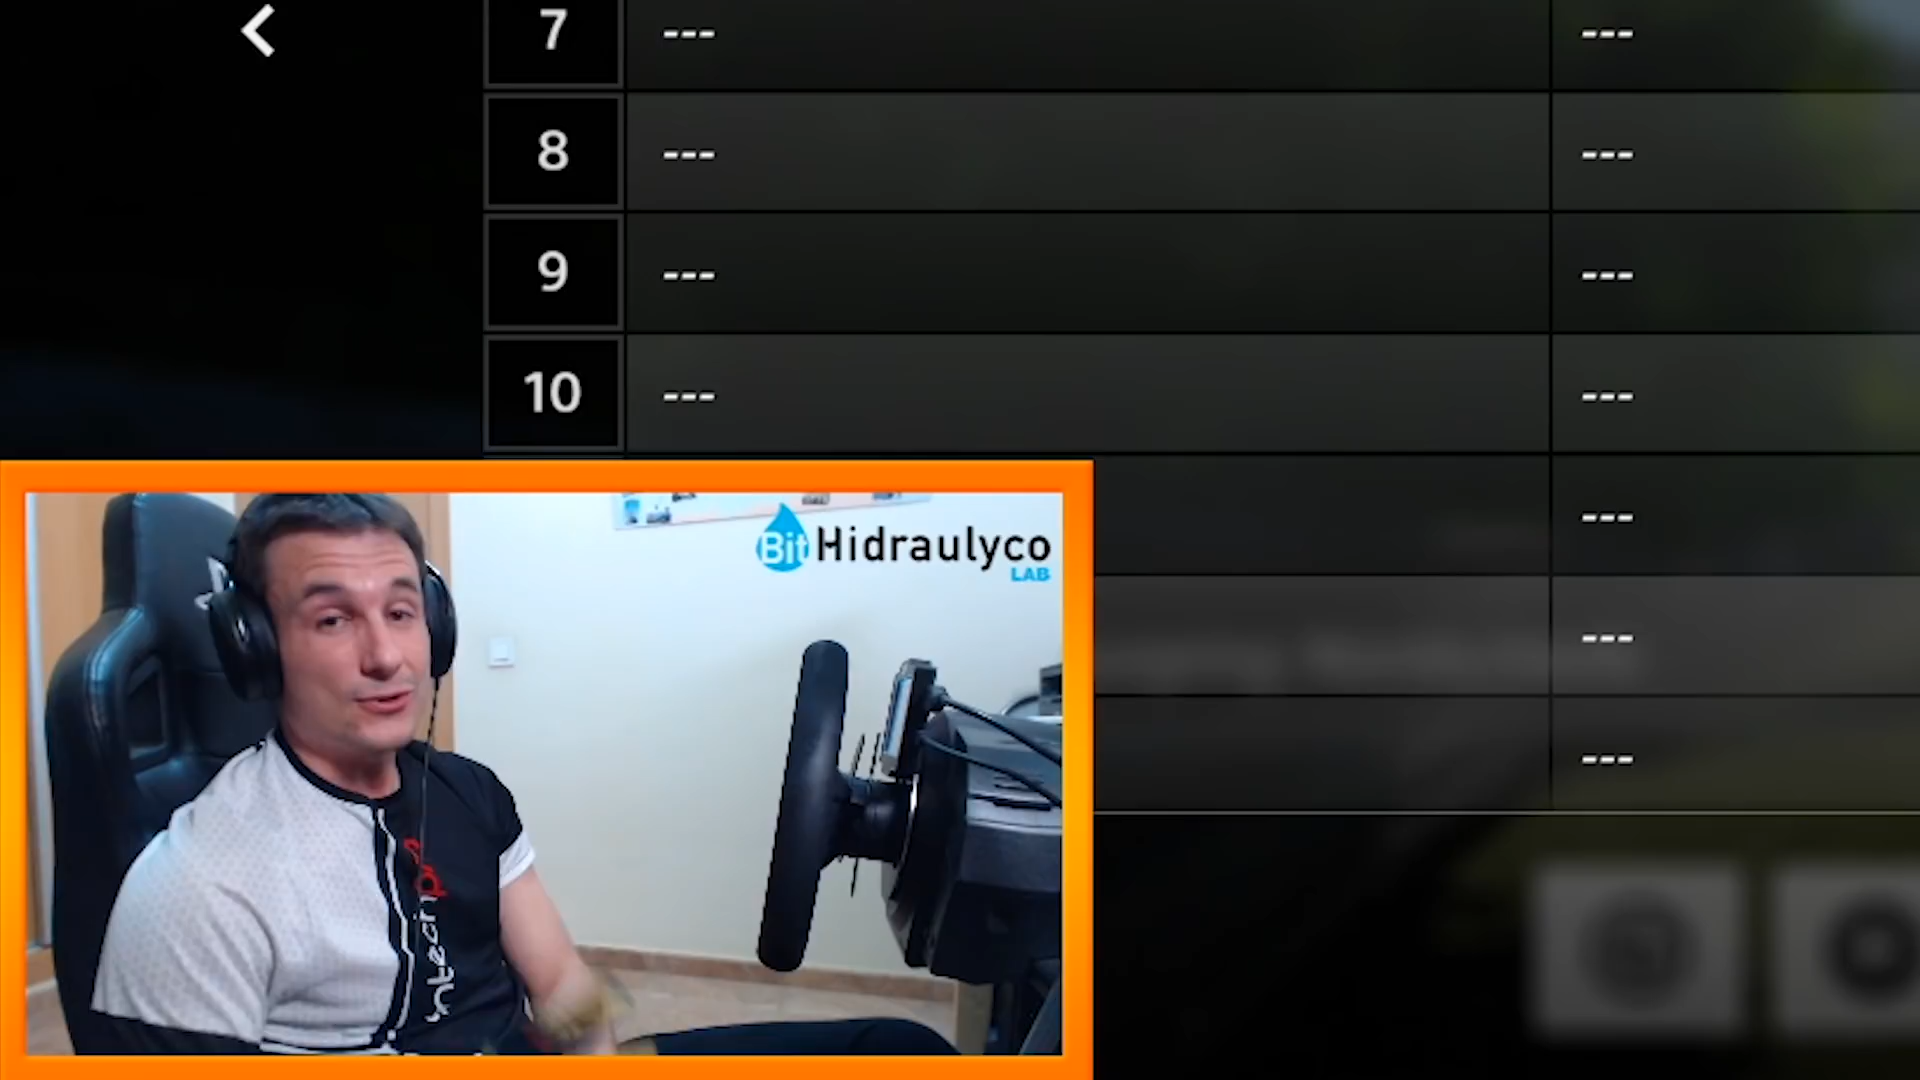 7 --- ---
8 --- ---
9 --- ---
10 --- ---
---
---
---
Bit Hidraulyco
LAB